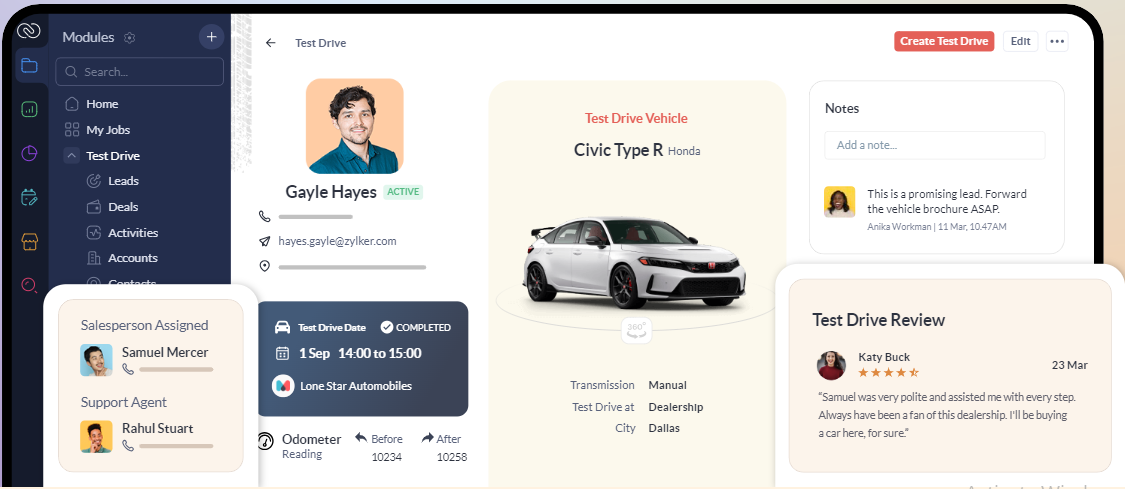 Modules
+
Search...
Home
My Jobs
Test Drive
Leads
Deals
Activities
Accounts
Contacts
Salesperson Assigned
Samuel Mercer
Support Agent
Rahul Stuart
Test Drive
Create Test Drive
Edit
Gayle Hayes ACTIVE
hayes.gayle@zylker.com
Test Drive Date COMPLETED
1 Sep 14:00 to 15:00
Lone Star Automobiles
Odometer
Reading
Before
10234
After
10258
Test Drive Vehicle
Civic Type R Honda
360°
Transmission Manual
Test Drive at Dealership
City Dallas
Notes
Add a note...
This is a promising lead. Forward
the vehicle brochure ASAP.
Anika Workman | 11 Mar, 10.47AM
Test Drive Review
Katy Buck
23 Mar
“Samuel was very polite and assisted me with every step.
Always have been a fan of this dealership. I'll be buying
a car here, for sure.”